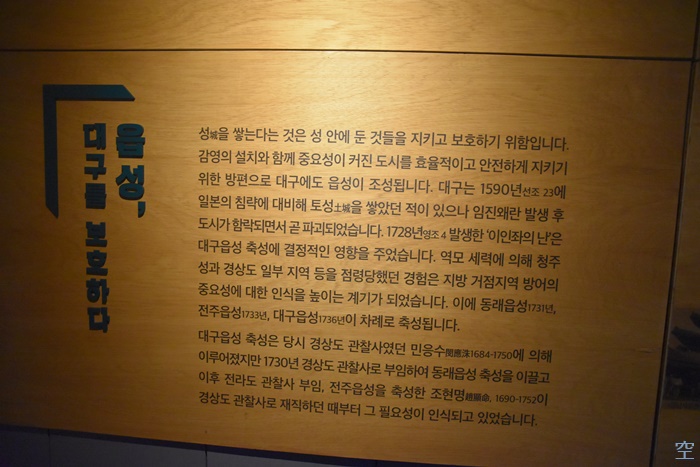 읍성,
대구를 보호하다
성城을 쌓는다는 것은 성 안에 둔 것들을 지키고 보호하기 위함입니다.
감영의 설치와 함께 중요성이 커진 도시를 효율적이고 안전하게 지키기
위한 방편으로 대구에도 읍성이 조성됩니다. 대구는 1590년선조 23에
일본의 침략에 대비해 토성土城을 쌓았던 적이 있으나 임진왜란 발생 후
도시가 함락되면서 곧 파괴되었습니다. 1728년영조 4 발생한 '이인좌의 난'은
대구읍성 축성에 결정적인 영향을 주었습니다. 역모 세력에 의해 청주
성과 경상도 일부 지역 등을 점령당했던 경험은 지방 거점지역 방어의
중요성에 대한 인식을 높이는 계기가 되었습니다. 이에 동래읍성1731년,
전주읍성1733년, 대구읍성1736년이 차례로 축성됩니다.
대구읍성 축성은 당시 경상도 관찰사였던 민응수閔應洙1684-1750에 의해
이루어졌지만 1730년 경상도 관찰사로 부임하여 동래읍성 축성을 이끌고
이후 전라도 관찰사 부임, 전주읍성을 축성한 조현명趙顯命, 1690-1752이
경상도 관찰사로 재직하던 때부터 그 필요성이 인식되고 있었습니다.
空